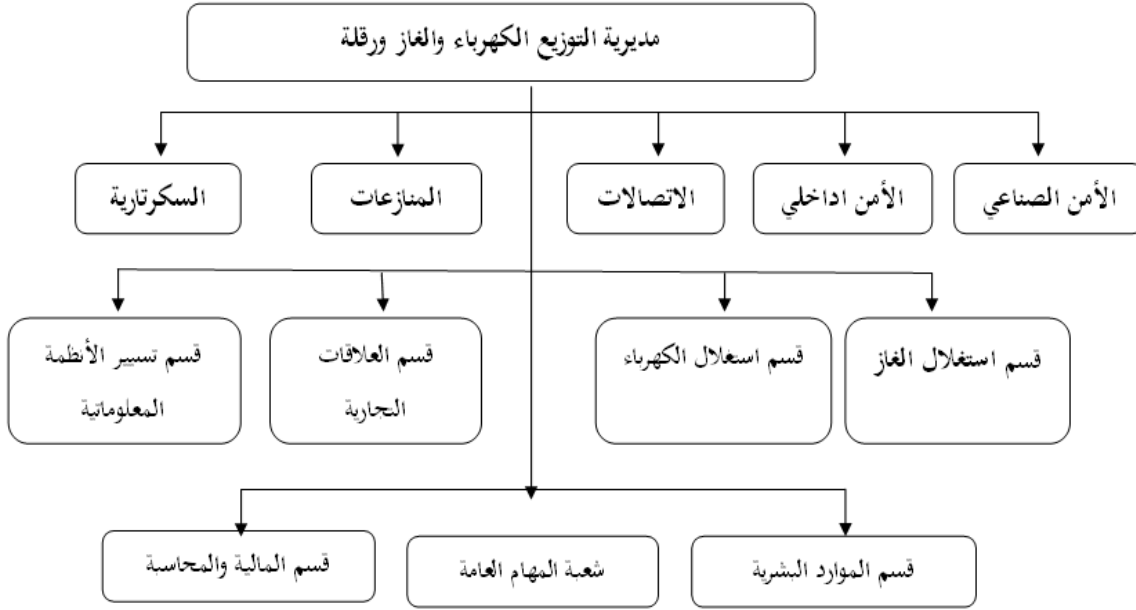 مديرية التوزيع الكهرباء والغاز ورقلة
الأمن الصناعي
الأمن اداخلي
الاتصالات
المنازعات
السكرتارية
قسم استغلال الغاز
قسم استغلال الكهرباء
قسم العلاقات
التجارية
قسم تسيير الأنظمة
المعلوماتية
قسم الموارد البشرية
شعبة المهام العامة
قسم المالية والمحاسبة